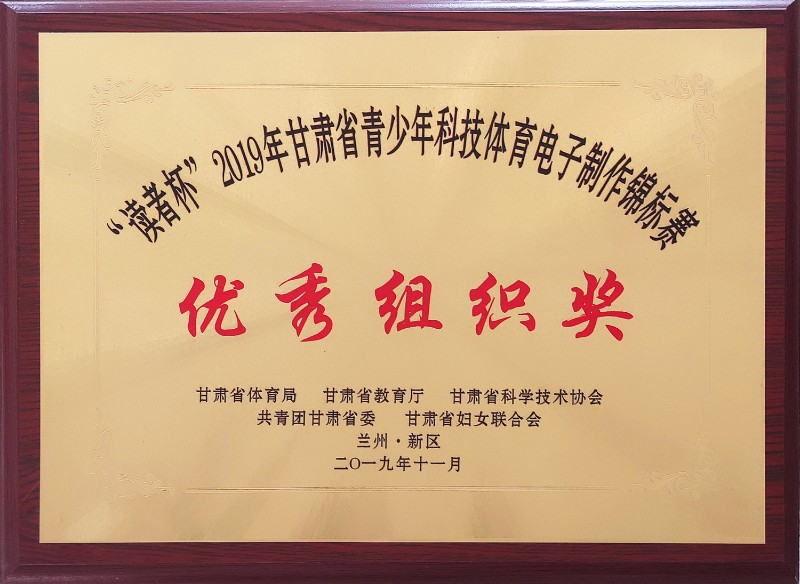 “读者杯”2019年甘肃省青少年科技体育电子制作锦标赛
优秀组织奖
甘肃省体育局 甘肃省教育厅 甘肃省科学技术协会
共青团甘肃省委 甘肃省妇女联合会
兰州·新区
二〇一九年十一月